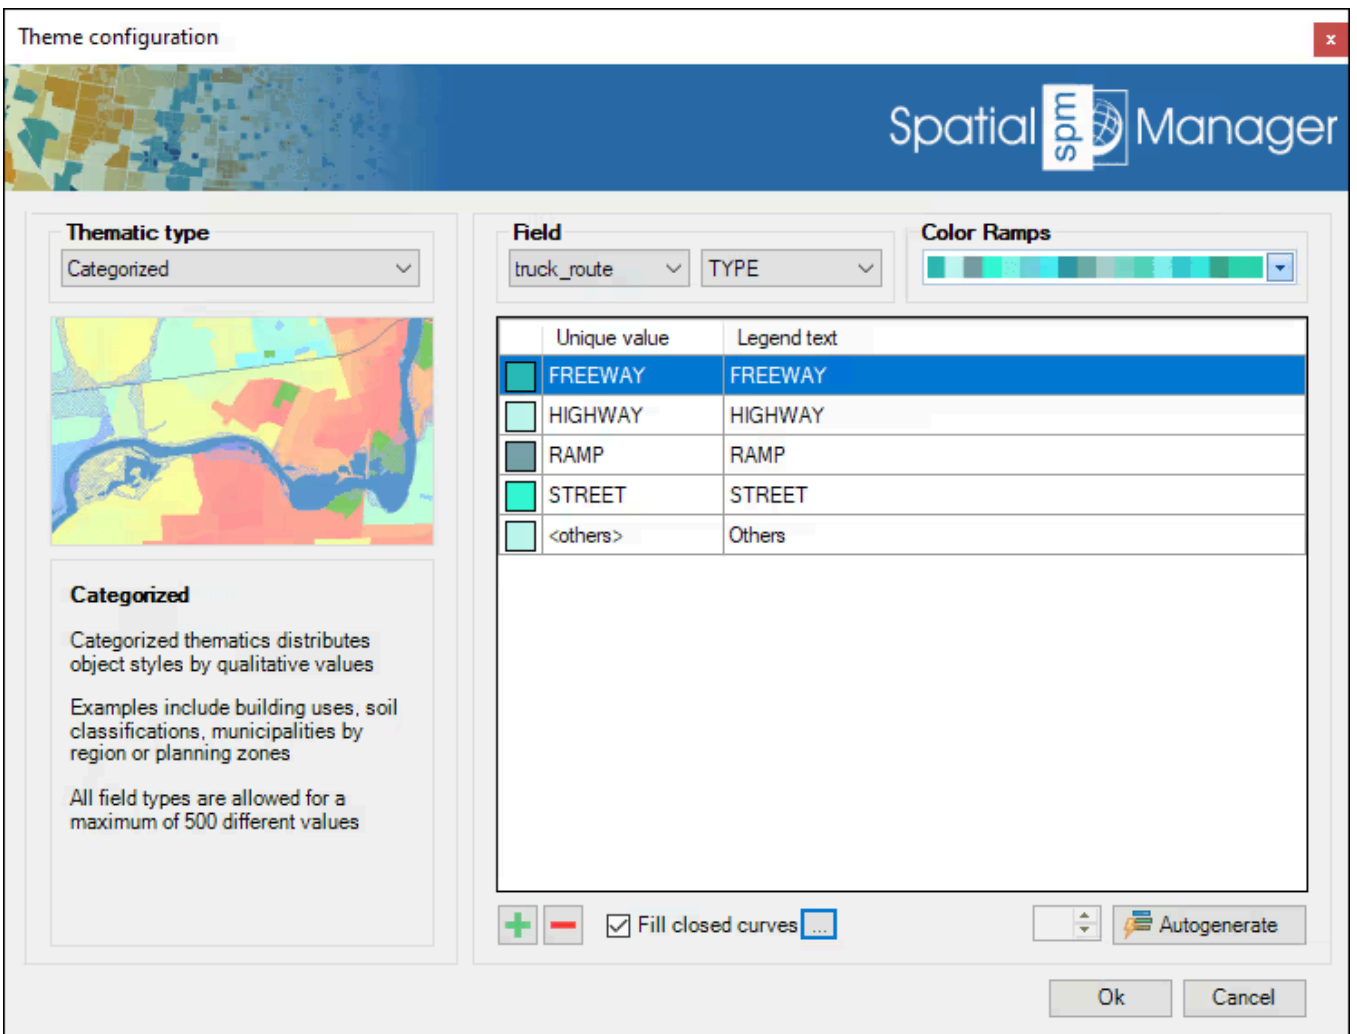 Theme configuration
x
Spatial spm Manager
Thematic type
Categorized
Categorized
Categorized thematics distributes
object styles by qualitative values
Examples include building uses, soil
classifications, municipalities by
region or planning zones
All field types are allowed for a
maximum of 500 different values
Field
truck_route TYPE
Color Ramps
Unique value Legend text
FREEWAY FREEWAY
HIGHWAY HIGHWAY
RAMP RAMP
STREET STREET
<others> Others
Fill closed curves ...
Autogenerate
Ok Cancel